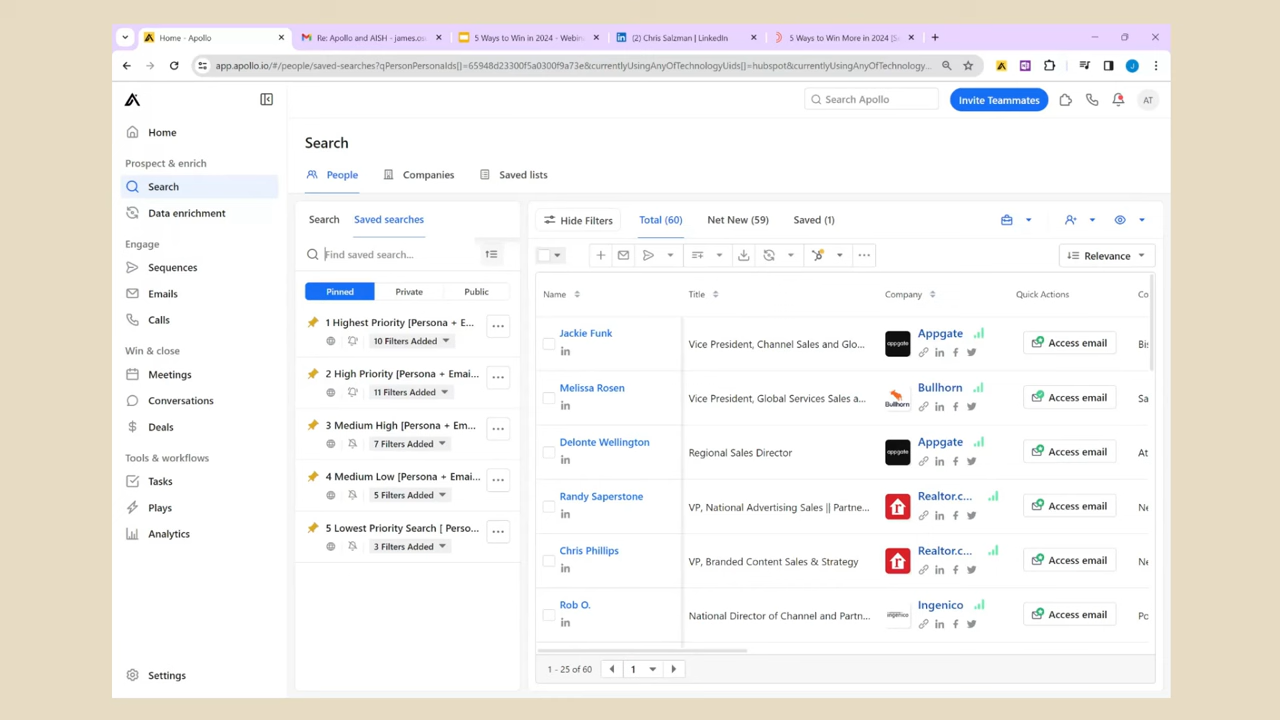 Home - Apollo
Re: Apollo and AISH - james.os
5 Ways to Win in 2024 - Webin
(2) Chris Salzman | LinkedIn
5 Ways to Win More in 2024 [S
app.apollo.io/#/people/saved-searches?qPersonPersonaIds[]=65948d23300f5a0300f9a73e&currentlyUsingAnyOfTechnologyUids[]=hubspot&currentlyUsingAnyOfTechnology...
J
Search Apollo
Invite Teammates
AT
Home
Prospect & enrich
Search
Data enrichment
Engage
Sequences
Emails
Calls
Win & close
Meetings
Conversations
Deals
Tools & workflows
Tasks
Plays
Analytics
Settings
Search
People
Companies
Saved lists
Search
Saved searches
Find saved search...
Pinned
Private
Public
1 Highest Priority [Persona + E...
10 Filters Added
2 High Priority [Persona + Emai...
11 Filters Added
3 Medium High [Persona + Em...
7 Filters Added
4 Medium Low [Persona + Emai...
5 Filters Added
5 Lowest Priority Search [ Perso...
3 Filters Added
Hide Filters
Total (60)
Net New (59)
Saved (1)
Relevance
Name
Title
Company
Quick Actions
Co
Jackie Funk
Vice President, Channel Sales and Glo...
appgate
Appgate
Access email
Bi
Melissa Rosen
Vice President, Global Services Sales a...
Bullhorn
Bullhorn
Access email
Sa
Delonte Wellington
Regional Sales Director
appgate
Appgate
Access email
At
Randy Saperstone
VP, National Advertising Sales || Partne...
Realtor.c...
Access email
Ne
Chris Phillips
VP, Branded Content Sales & Strategy
Realtor.c...
Access email
Ne
Rob O.
National Director of Channel and Partn...
ingenico
Ingenico
Access email
Po
1 - 25 of 60
1